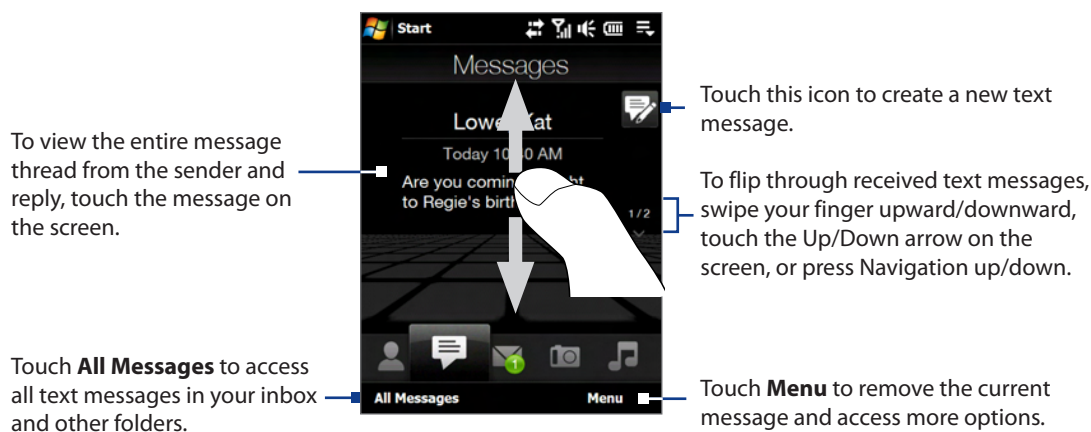 Start
Messages
Today
AM
Are you
to Regie's
1/2
1
All Messages
Menu
To view the entire message
thread from the sender and
reply, touch the message on
the screen.
Touch All Messages to access
all text messages in your inbox
and other folders.
Touch this icon to create a new text
message.
To flip through received text messages,
swipe your finger upward/downward,
touch the Up/Down arrow on the
screen, or press Navigation up/down.
Touch Menu to remove the current
message and access more options.